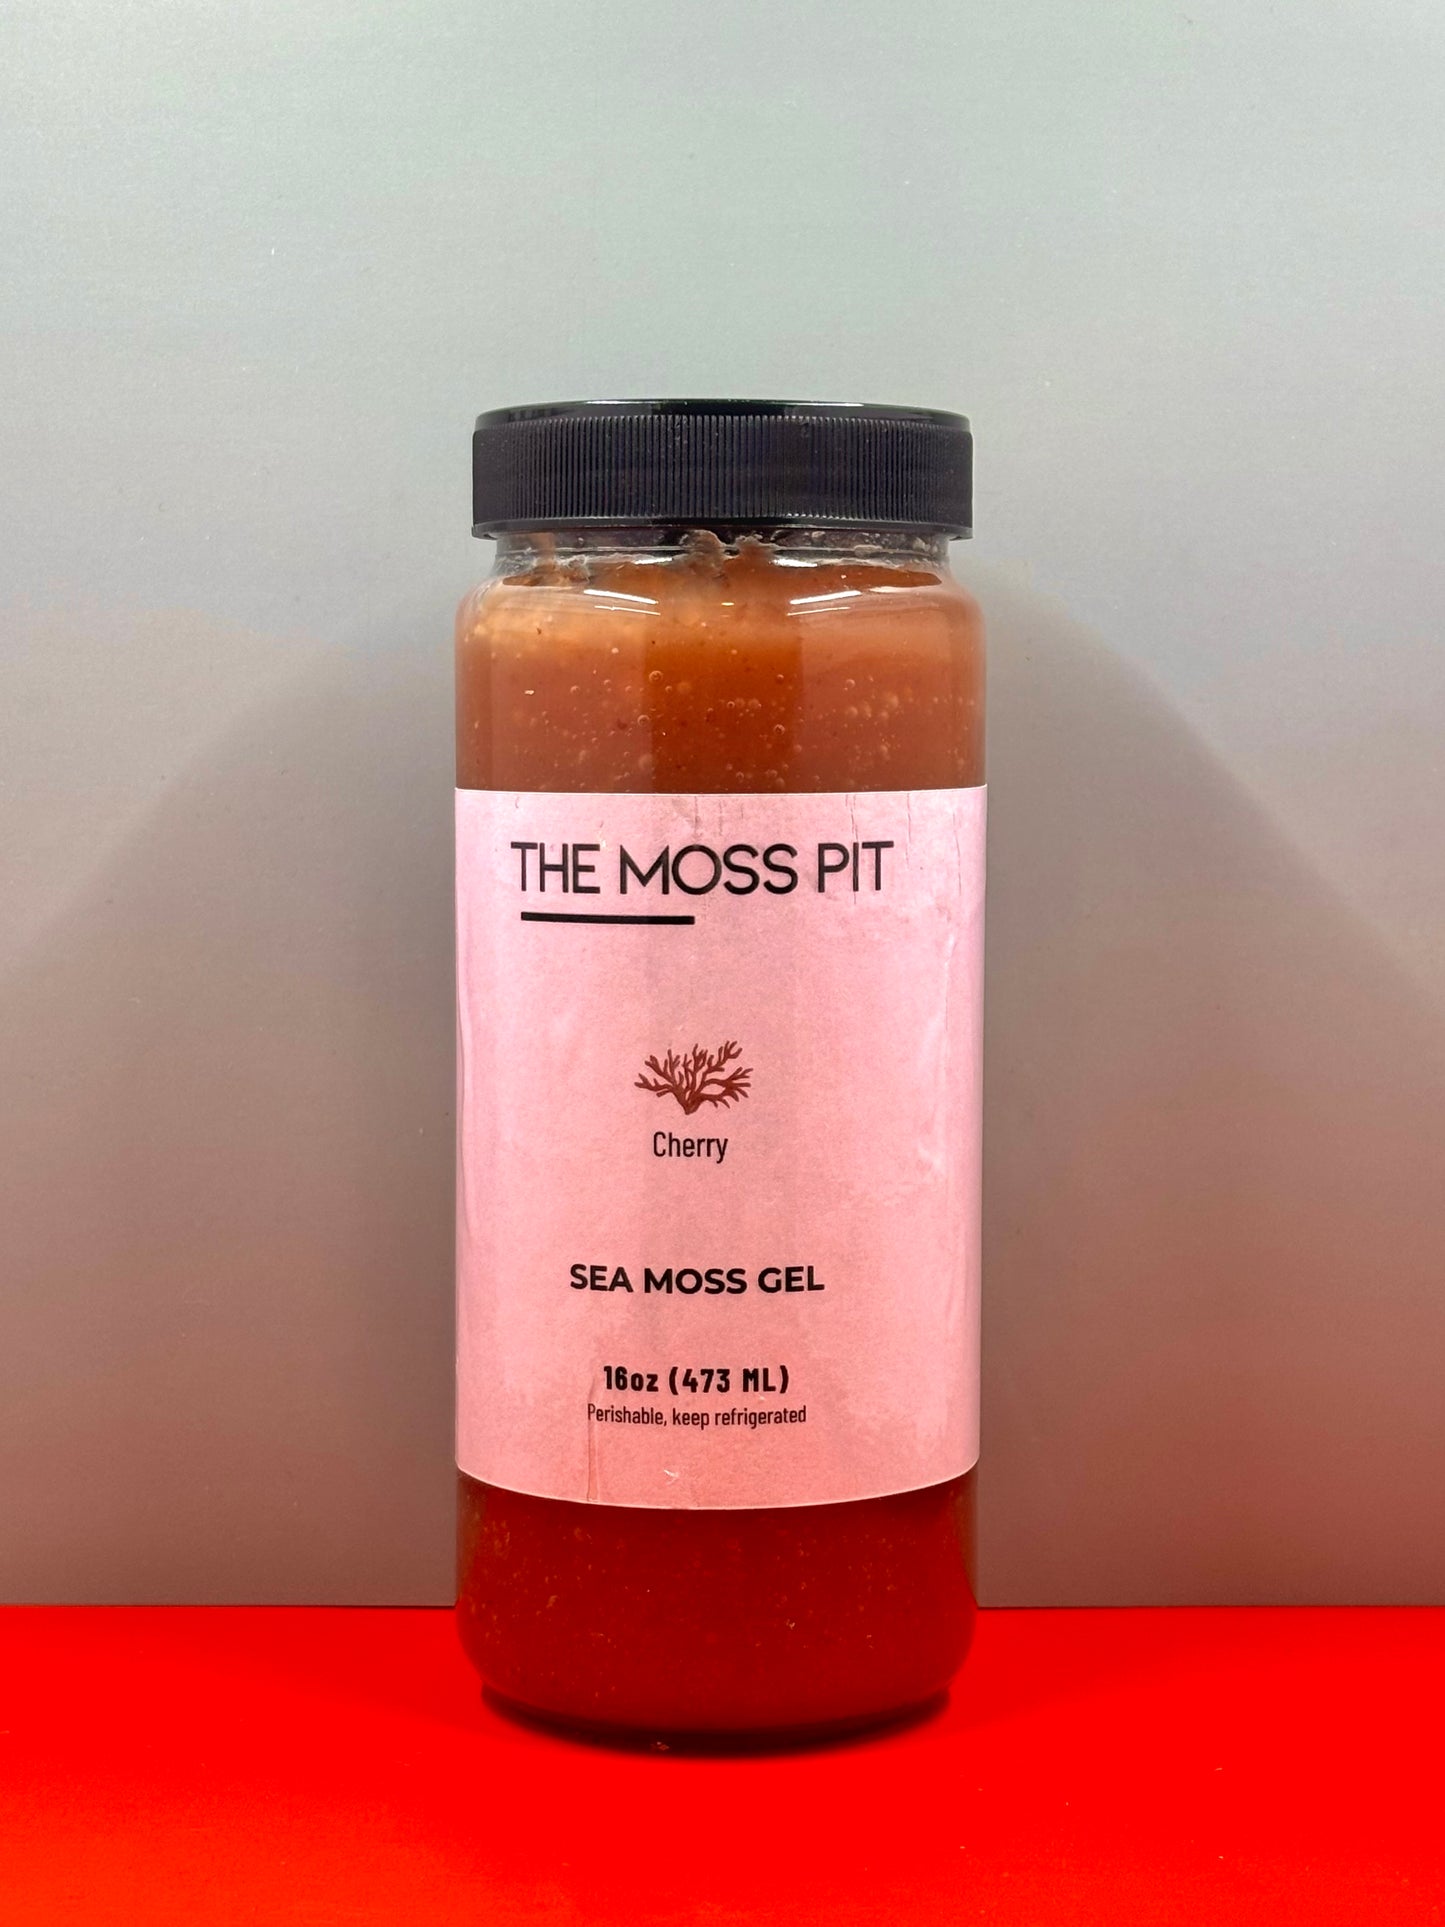 THE MOSS PIT
Cherry
SEA MOSS GEL
16oz (473 ML)
Perishable, keep refrigerated